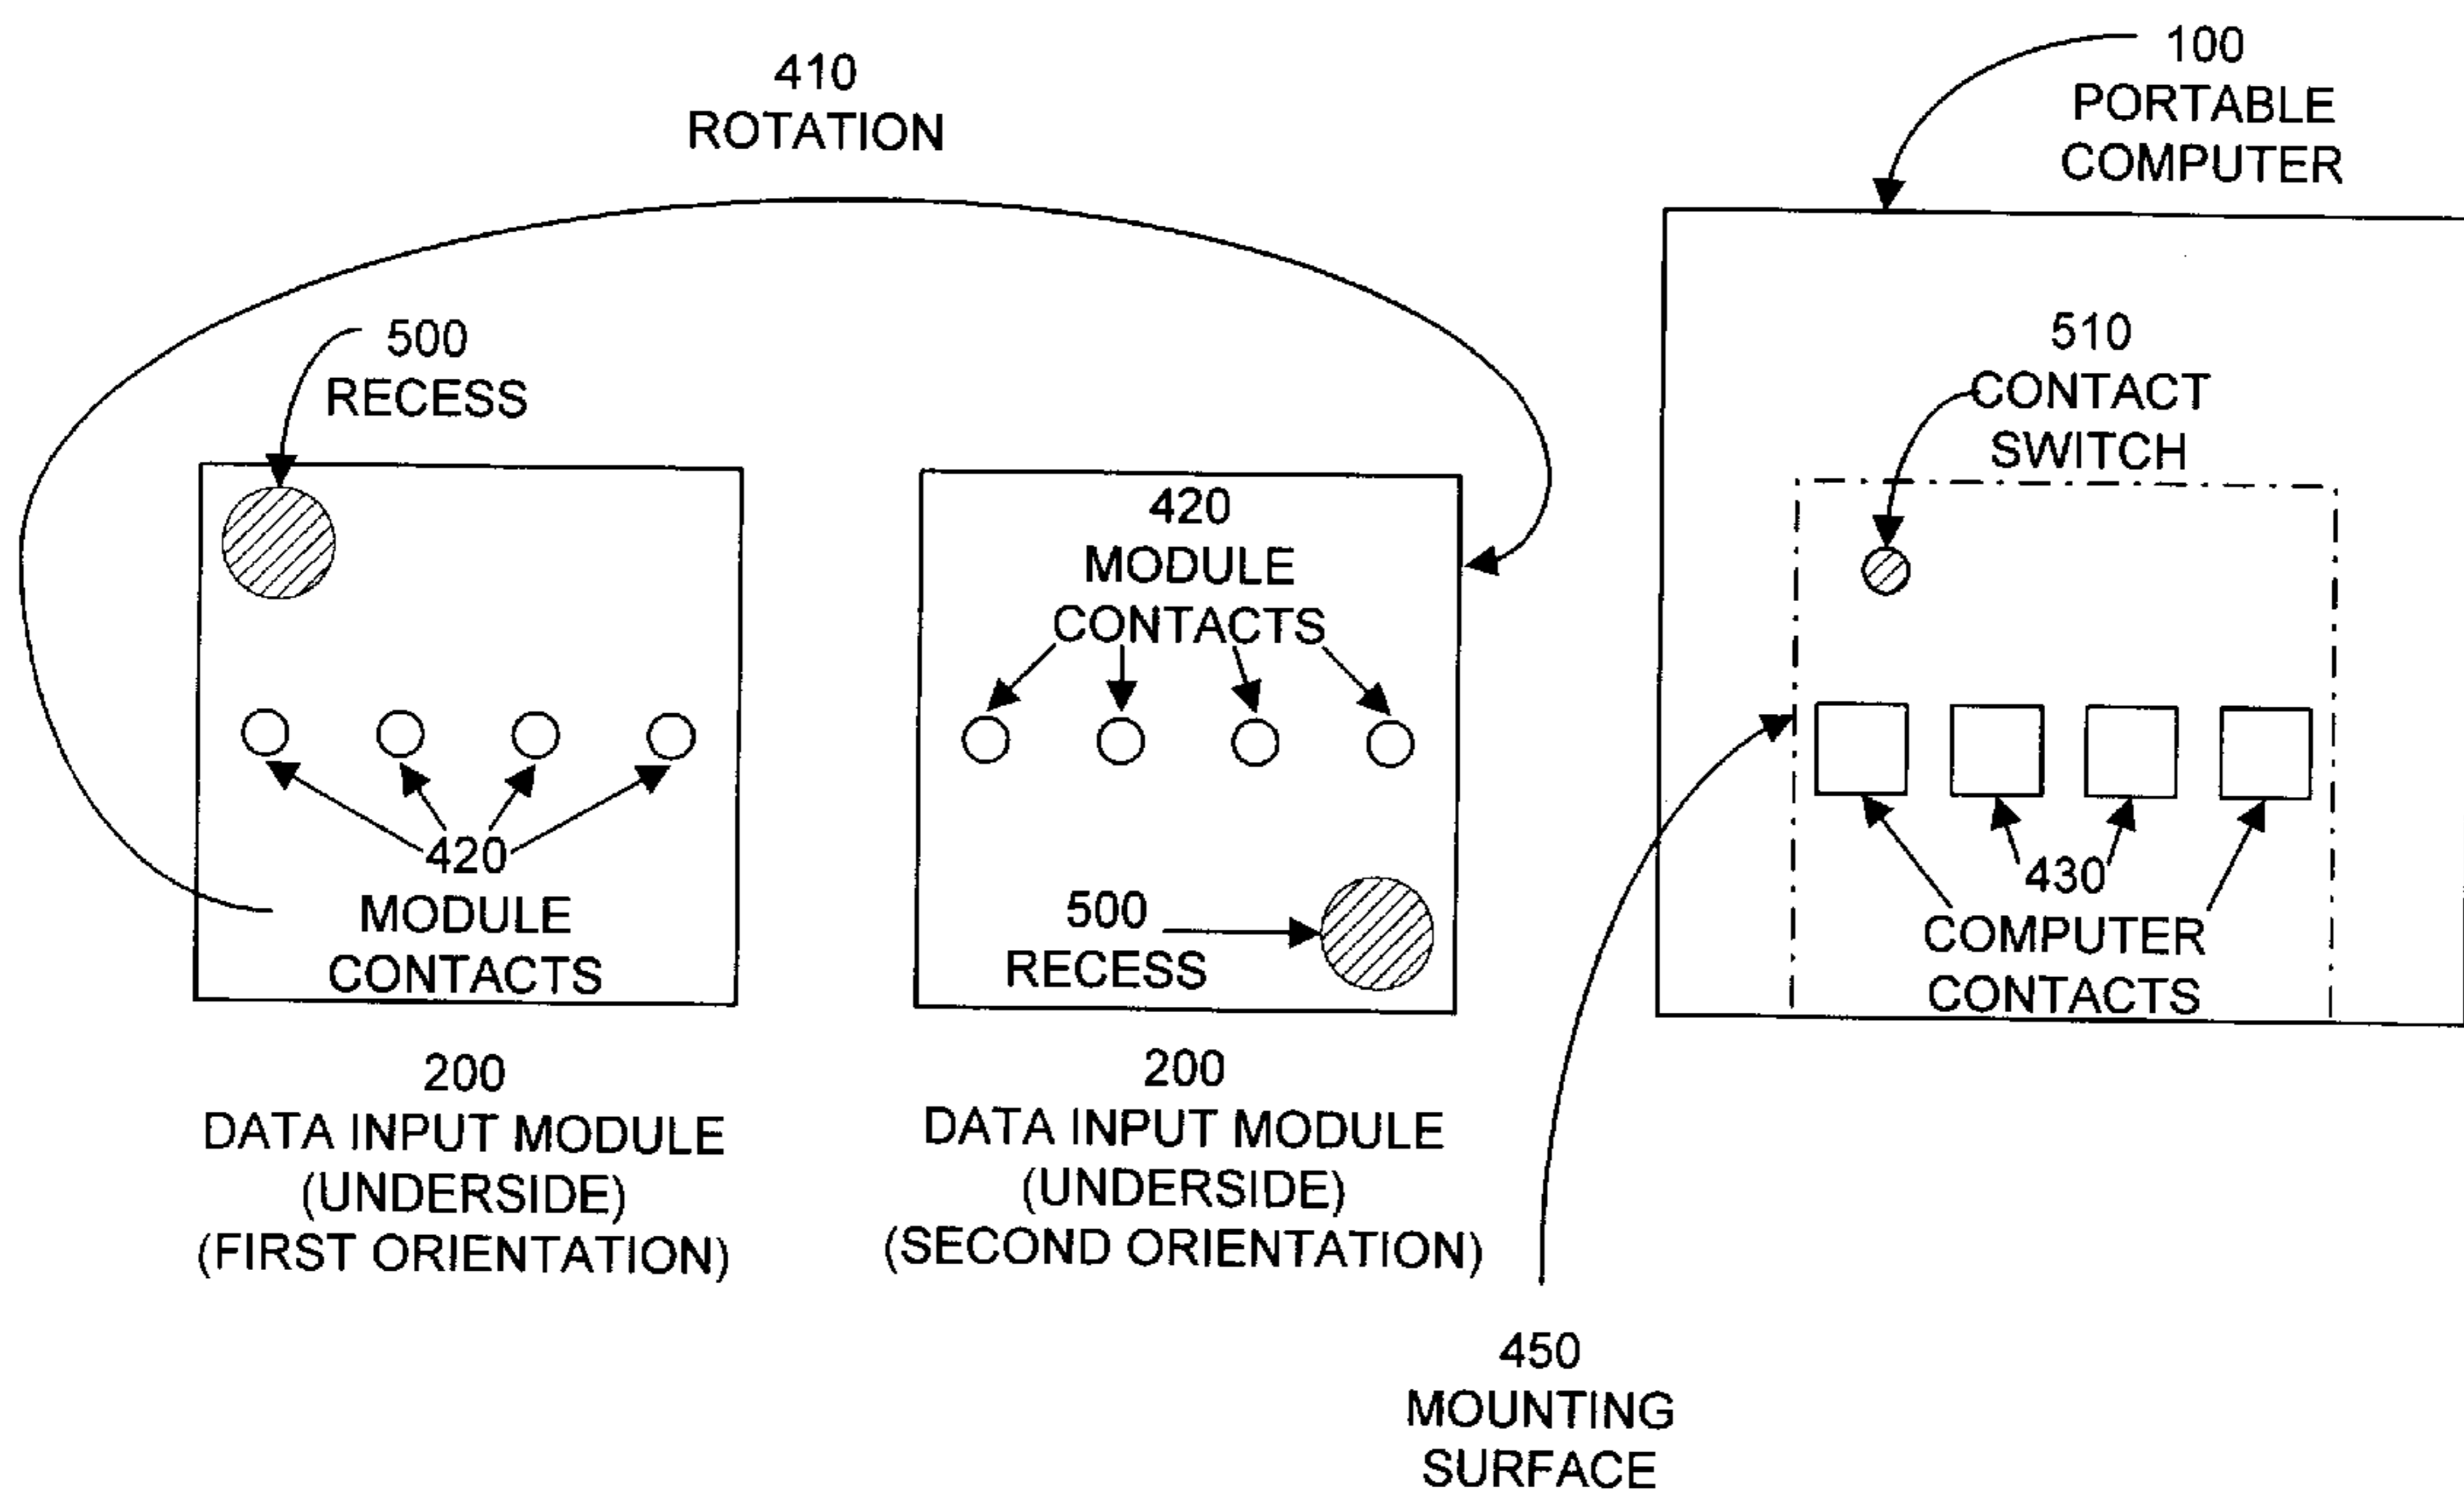 410
ROTATION
100
PORTABLE
COMPUTER
500
RECESS
420
MODULE
CONTACTS
200
DATA INPUT MODULE
(UNDERSIDE)
(FIRST ORIENTATION)
420
MODULE
CONTACTS
500
RECESS
200
DATA INPUT MODULE
(UNDERSIDE)
(SECOND ORIENTATION)
510
CONTACT
SWITCH
430
COMPUTER
CONTACTS
450
MOUNTING
SURFACE